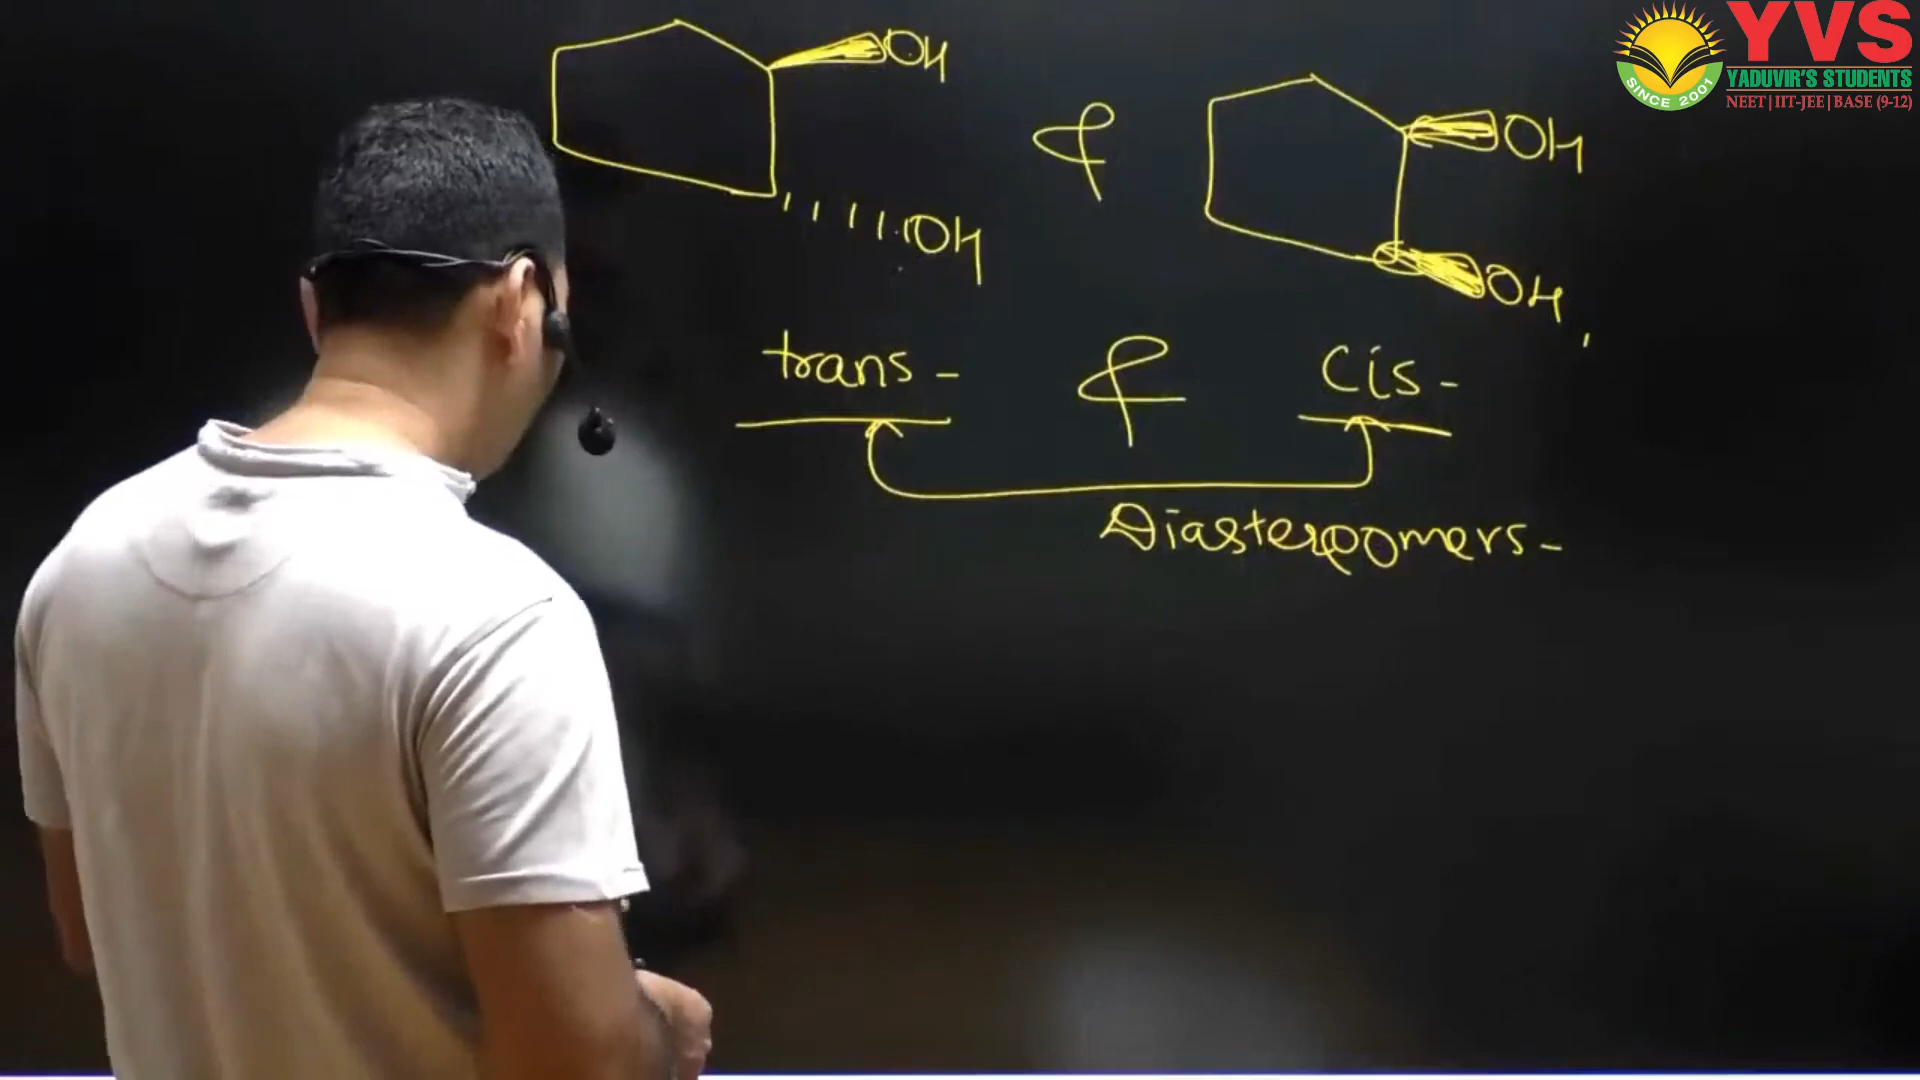 YVS
YADUVIR'S STUDENTS
NEET | IIT-JEE | BASE (9-12)
SINCE 2001
OH
OH
&
OH
OH
trans- & Cis-
Diastereomers-